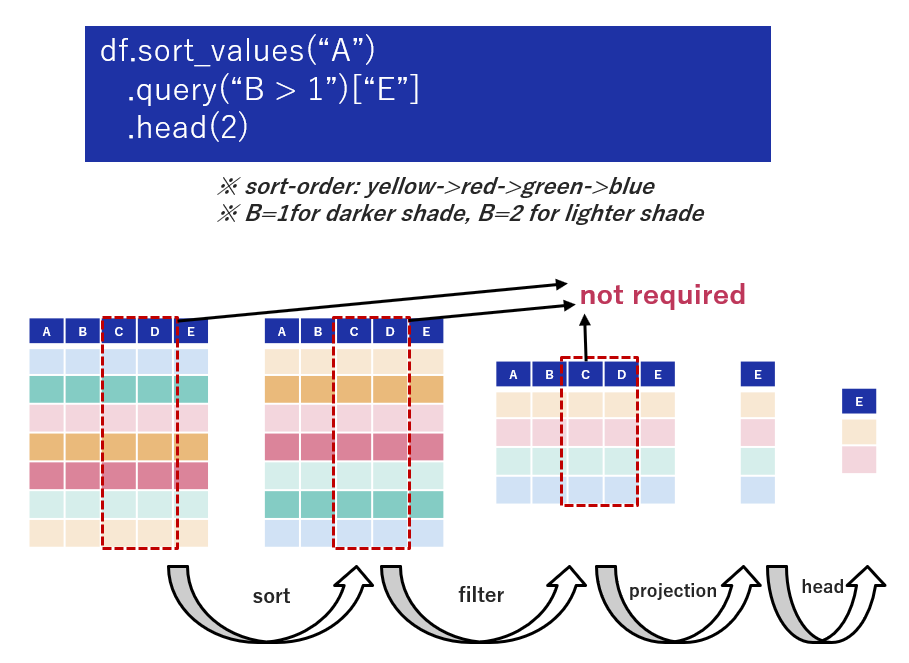 df.sort_values(“A”)
.query(“B > 1”)[“E”]
.head(2)
※ sort-order: yellow->red->green->blue
※ B=1for darker shade, B=2 for lighter shade
not required
A B C D E
A B C D E
A B C D E
E
E
sort
filter
projection
head